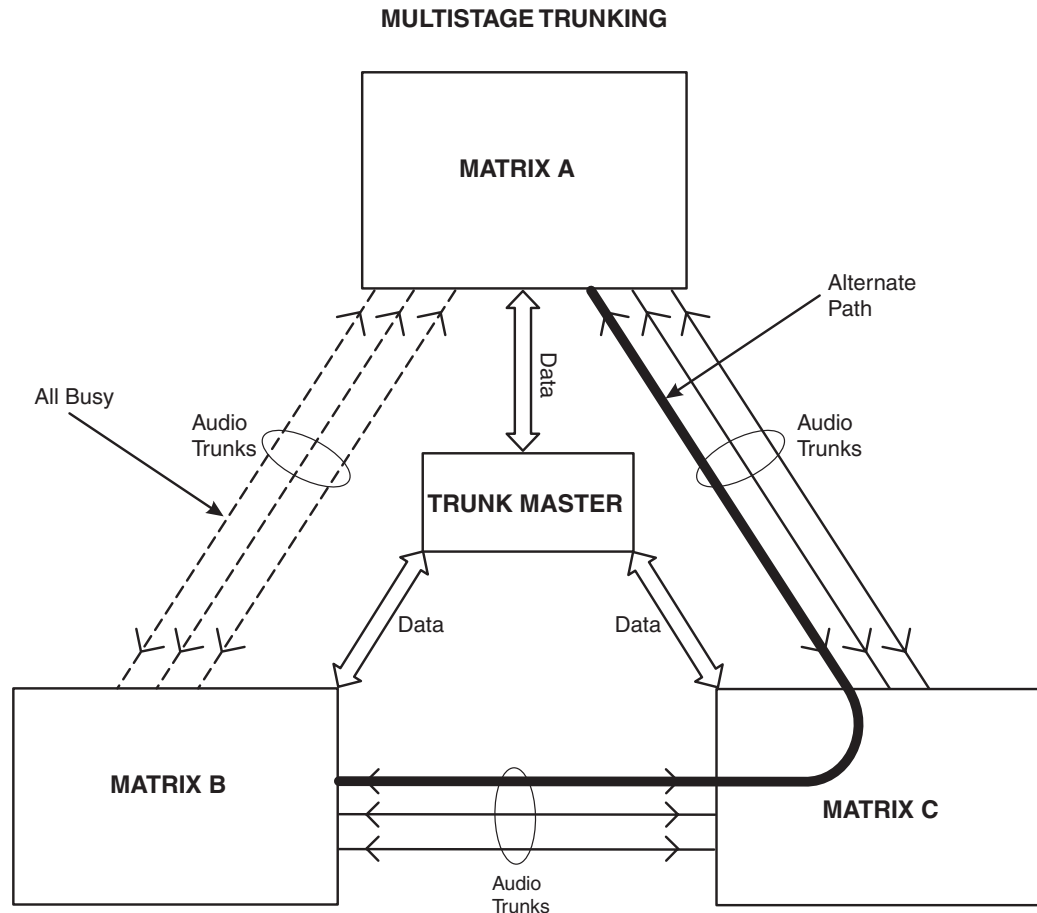 MULTISTAGE TRUNKING
MATRIX A
Alternate
Path
Data
All Busy
Audio
Trunks
Audio
Trunks
TRUNK MASTER
Data
Data
MATRIX B
MATRIX C
Audio
Trunks